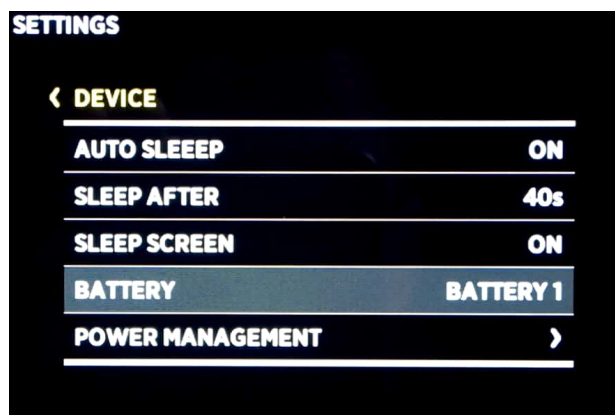 SETTINGS
DEVICE
AUTO SLEEEP ON
SLEEP AFTER 40s
SLEEP SCREEN ON
BATTERY BATTERY 1
POWER MANAGEMENT